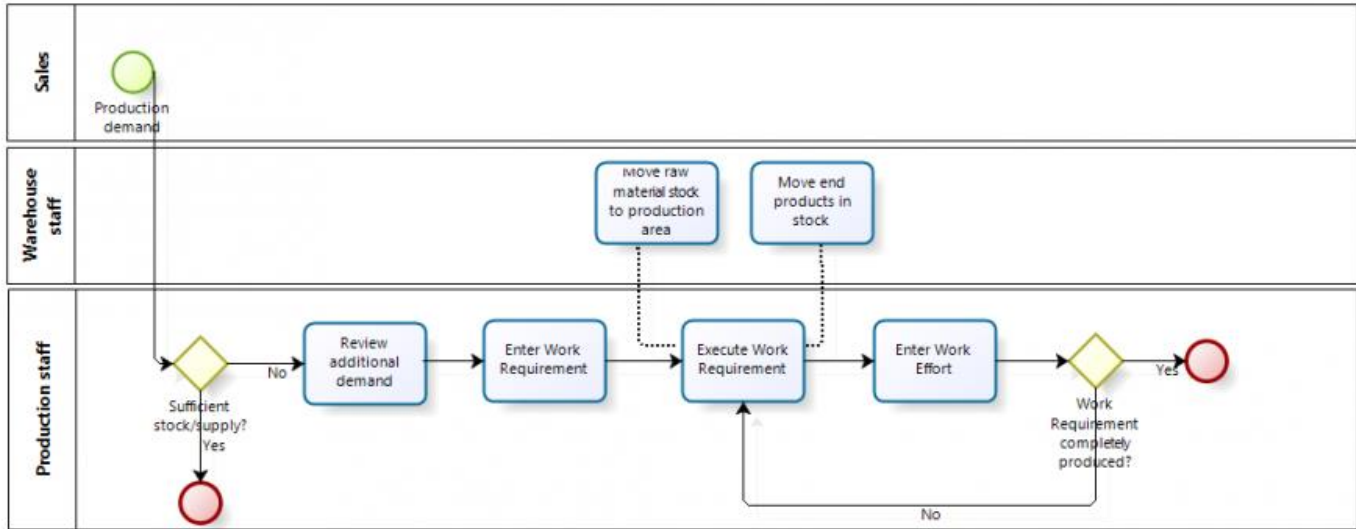 Sales
Production
demand
Warehouse
staff
Move raw
material stock
to production
area
Move end
products in
stock
Production staff
Sufficient
stock/supply?
Yes
No
Review
additional
demand
Enter Work
Requirement
Execute Work
Requirement
Enter Work
Effort
Work
Requirement
completely
produced?
Yes
No